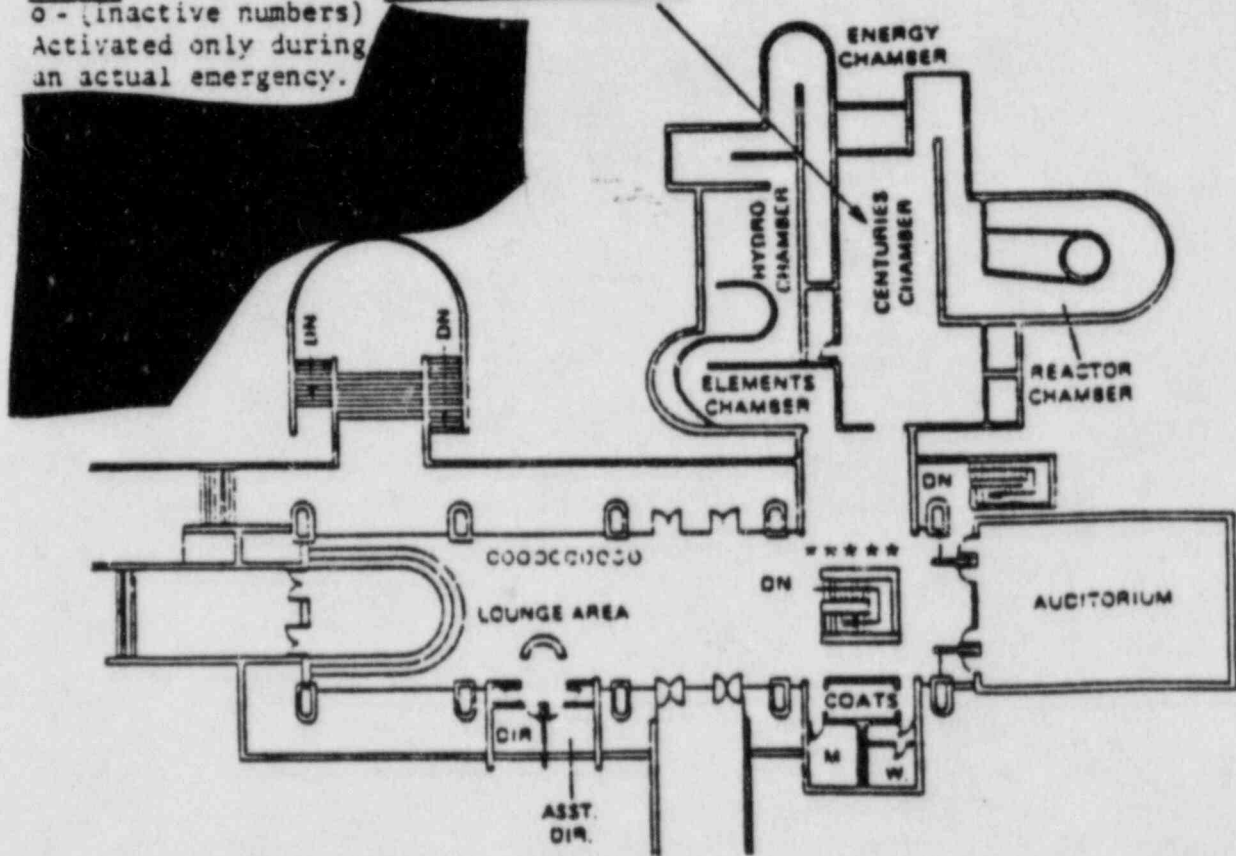 o - (inactive numbers)
Activated only during
an actual emergency.
ENERGY
CHAMBER
HYDRO
CHAMBER
CENTURIES
CHAMBER
DN
DN
ELEMENTS
CHAMBER
REACTOR
CHAMBER
DN
*****
DN
LOUNGE AREA
AUDITORIUM
COATS
DIR
M
W.
ASST.
DIR.